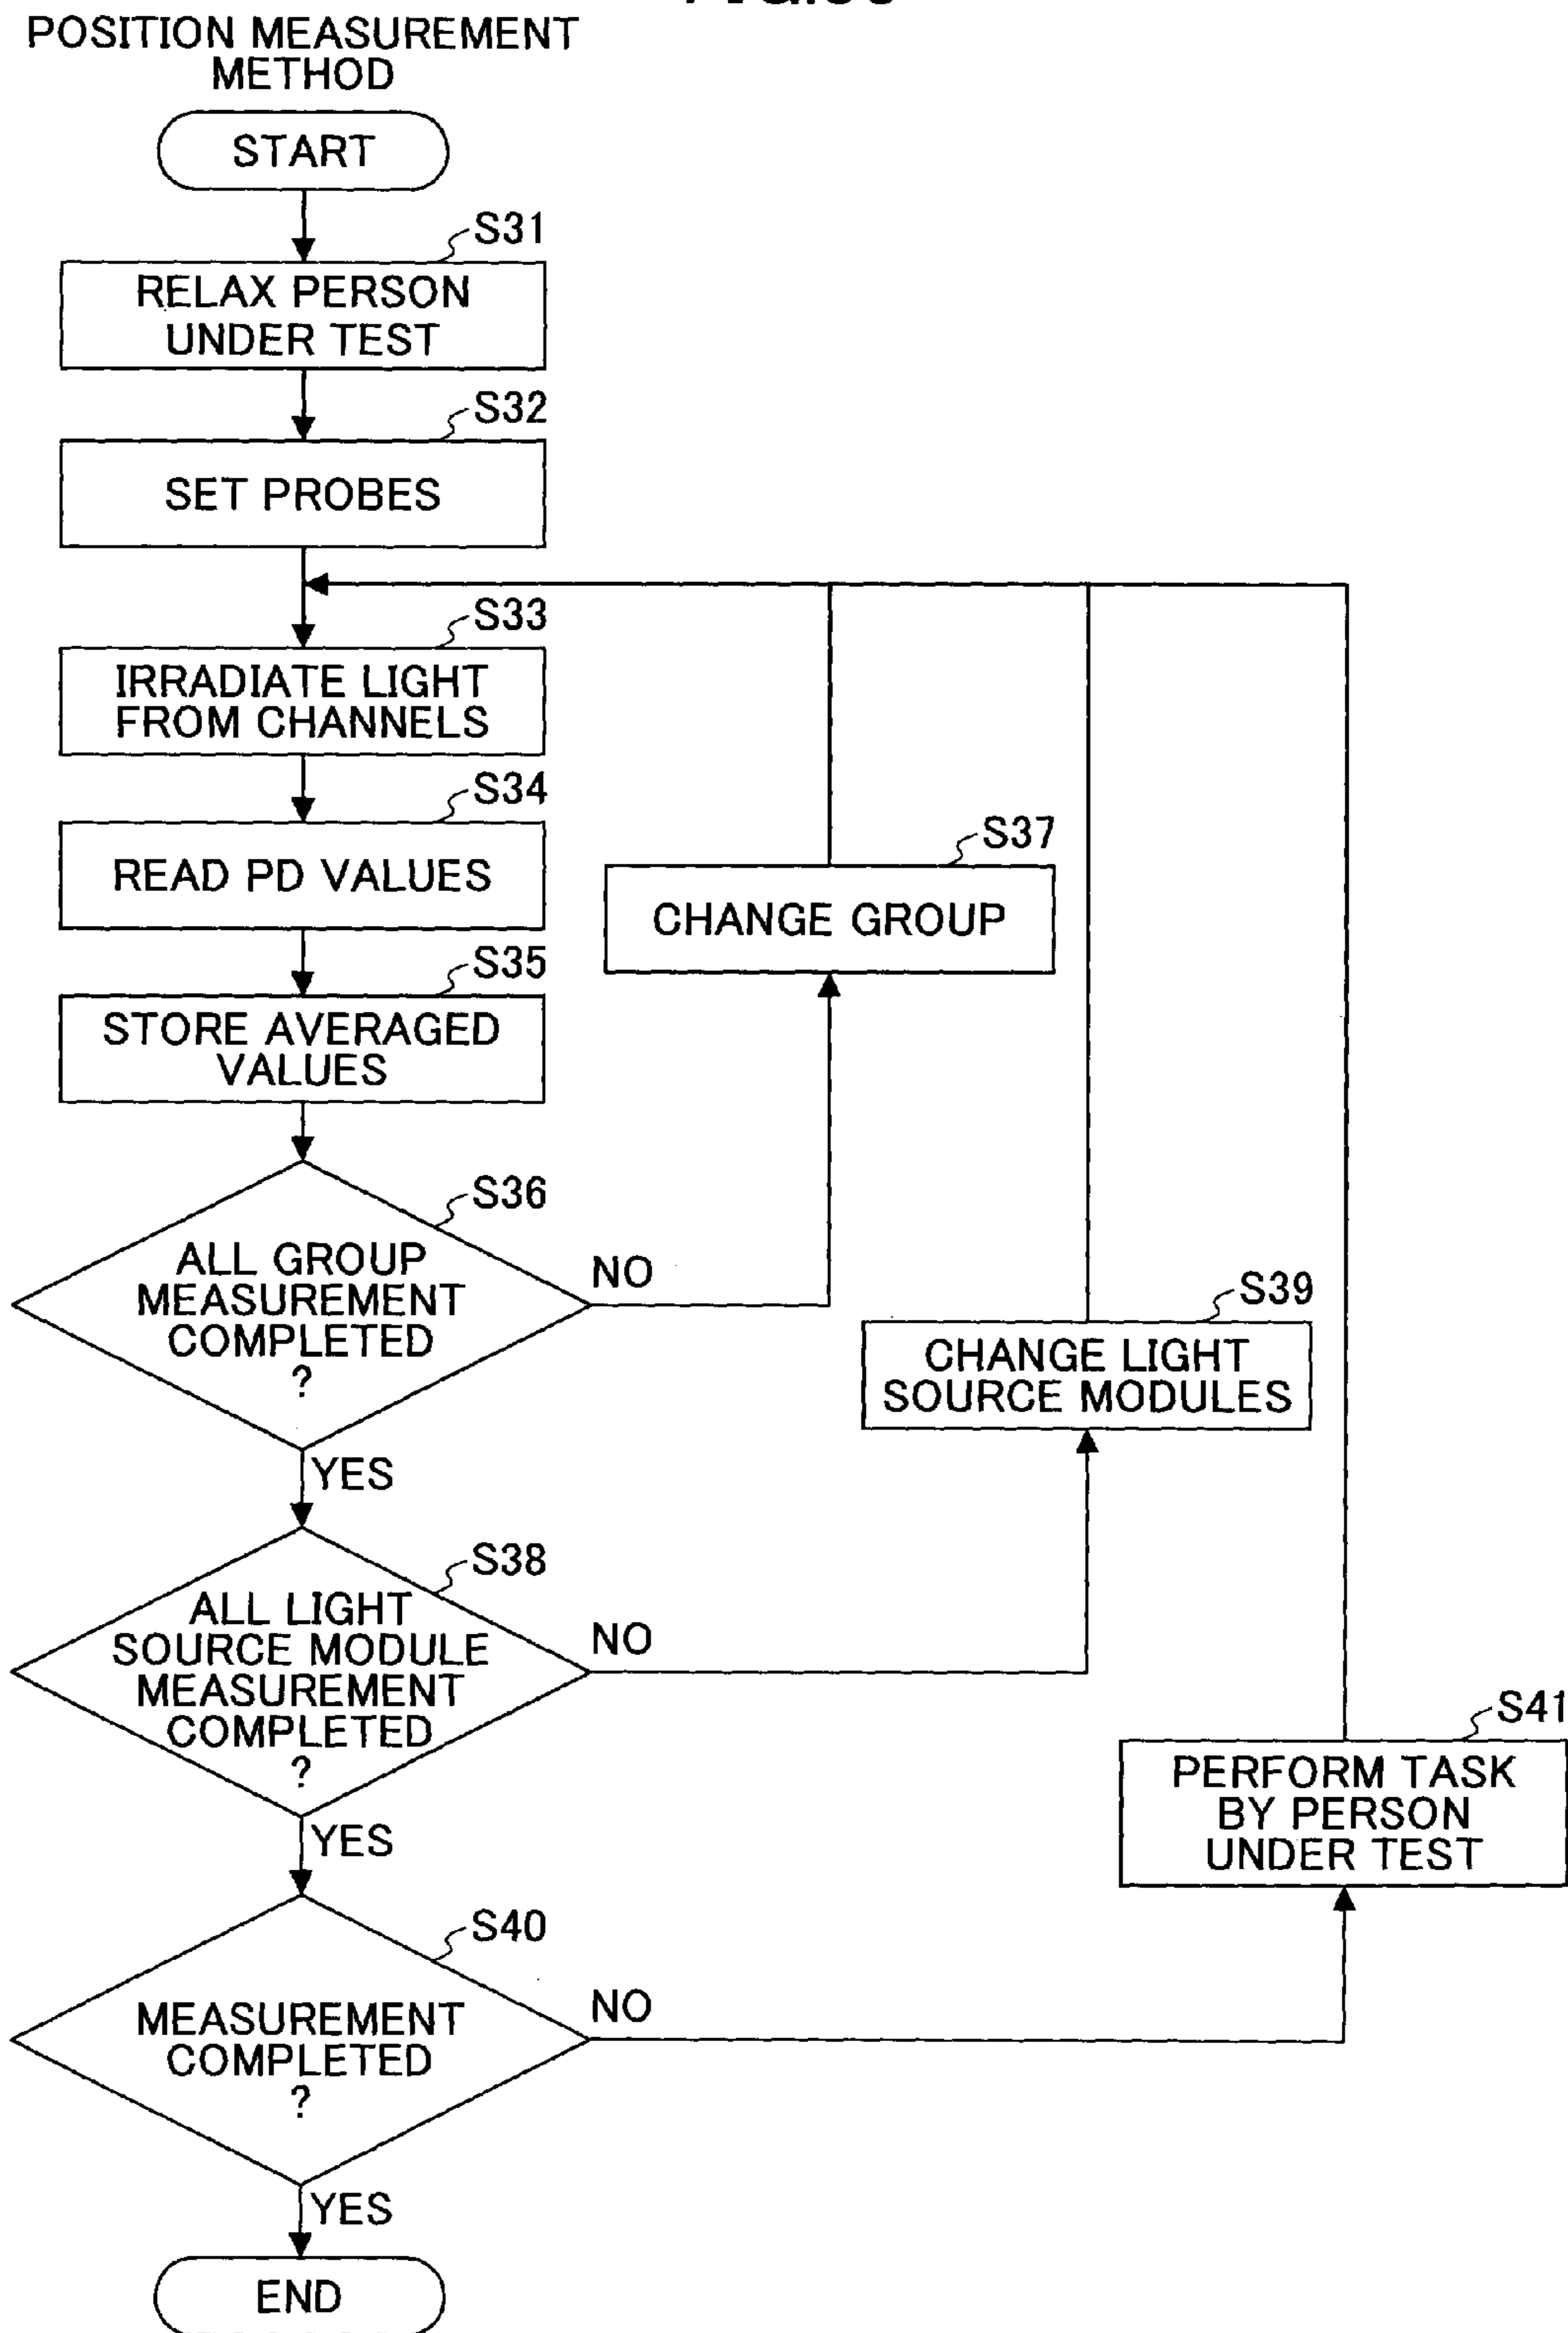 POSITION MEASUREMENT
METHOD
START
S31
RELAX PERSON
UNDER TEST
S32
SET PROBES
S33
IRRADIATE LIGHT
FROM CHANNELS
S34
READ PD VALUES
S35
STORE AVERAGED
VALUES
S36
ALL GROUP
MEASUREMENT
COMPLETED
?
NO
S37
CHANGE GROUP
YES
S38
ALL LIGHT
SOURCE MODULE
MEASUREMENT
COMPLETED
?
NO
S39
CHANGE LIGHT
SOURCE MODULES
YES
S40
MEASUREMENT
COMPLETED
?
NO
S41
PERFORM TASK
BY PERSON
UNDER TEST
YES
END